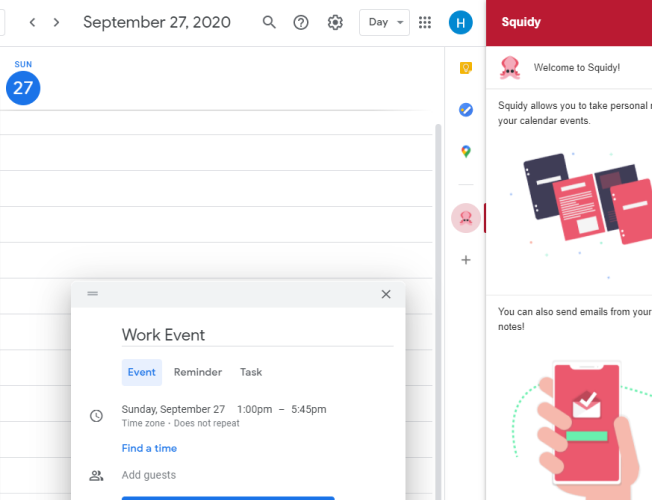 September 27, 2020
Day
H
SUN
27
Work Event
Event Reminder Task
Sunday, September 27 1:00pm – 5:45pm
Time zone - Does not repeat
Find a time
Add guests
Squidy
Welcome to Squidy!
Squidy allows you to take personal
your calendar events.
You can also send emails from your
notes!